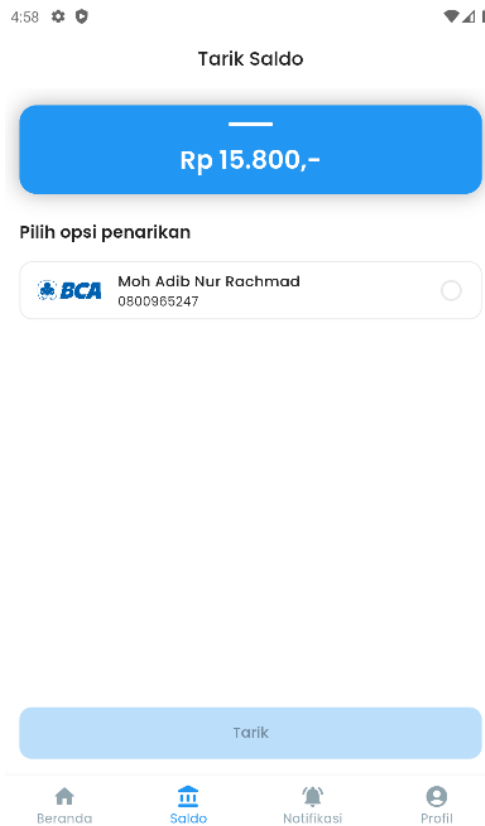 4:58
Tarik Saldo
Rp 15.800,-
Pilih opsi penarikan
BCA
Moh Adib Nur Rachmad
0800965247
Tarik
Beranda
Saldo
Notifikasi
Profil